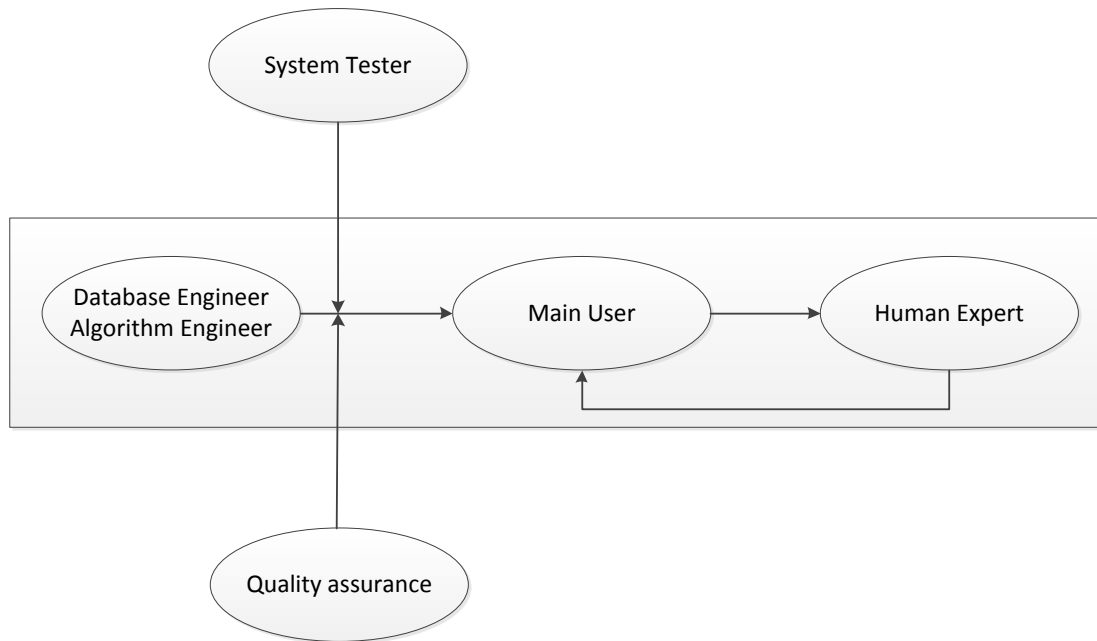 System Tester
Database Engineer
Algorithm Engineer
Main User
Human Expert
Quality assurance